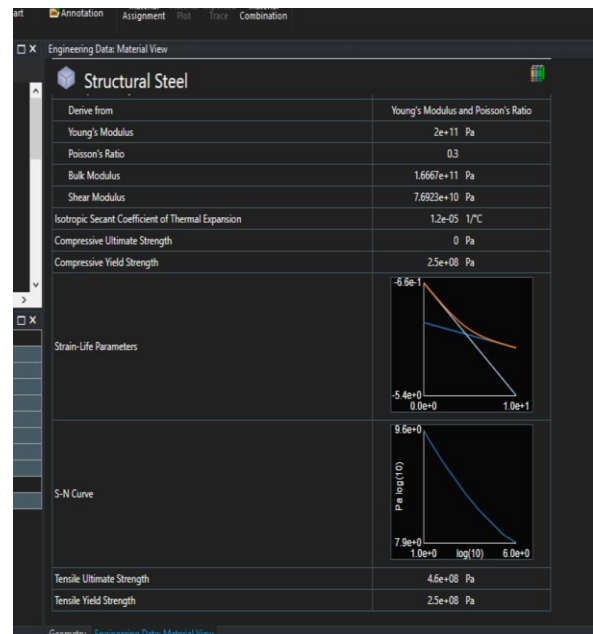 art Annotation Assignment Plot Trace Combination
Engineering Data: Material View
Structural Steel
Derive from Young's Modulus and Poisson's Ratio
Young's Modulus 2e+11 Pa
Poisson's Ratio 0.3
Bulk Modulus 1.6667e+11 Pa
Shear Modulus 7.6923e+10 Pa
Isotropic Secant Coefficient of Thermal Expansion 1.2e-05 1/°C
Compressive Ultimate Strength 0 Pa
Compressive Yield Strength 2.5e+08 Pa
-6.6e-1
Strain-Life Parameters
-5.4e+0
0.0e+0 1.0e+1
9.6e+0
Pa log(10)
S-N Curve
7.9e+0
1.0e+0 log(10) 6.0e+0
Tensile Ultimate Strength 4.6e+08 Pa
Tensile Yield Strength 2.5e+08 Pa
Geometry Engineering Data: Material View